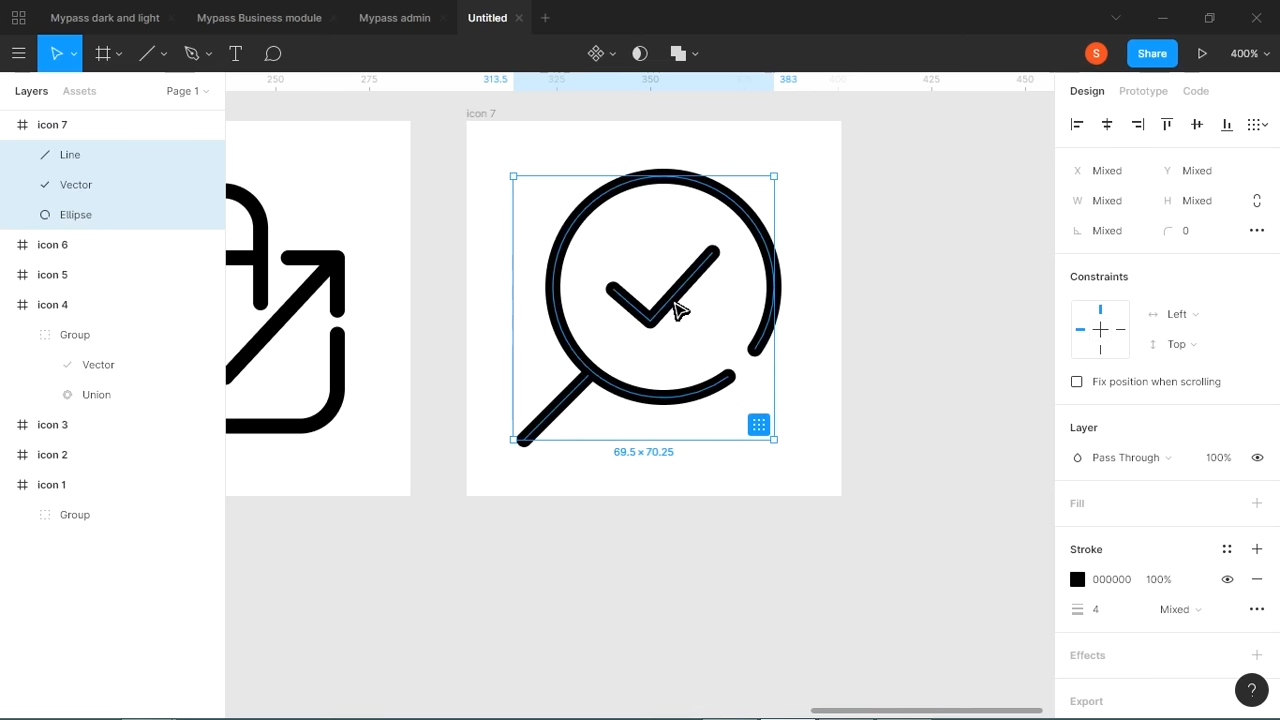 Mypass dark and light
Mypass Business module
Mypass admin
Untitled
S
Share
400%
Layers
Assets
Page 1
250
275
313.5
325
350
383
400
425
450
Design
Prototype
Code
icon 7
Line
Vector
Ellipse
icon 6
icon 5
icon 4
Group
Vector
Union
icon 3
icon 2
icon 1
Group
icon 7
69.5 × 70.25
X Mixed
Y Mixed
W Mixed
H Mixed
Mixed
0
Constraints
Left
Top
Fix position when scrolling
Layer
Pass Through
100%
Fill
Stroke
000000 100%
4
Mixed
Effects
Export
?